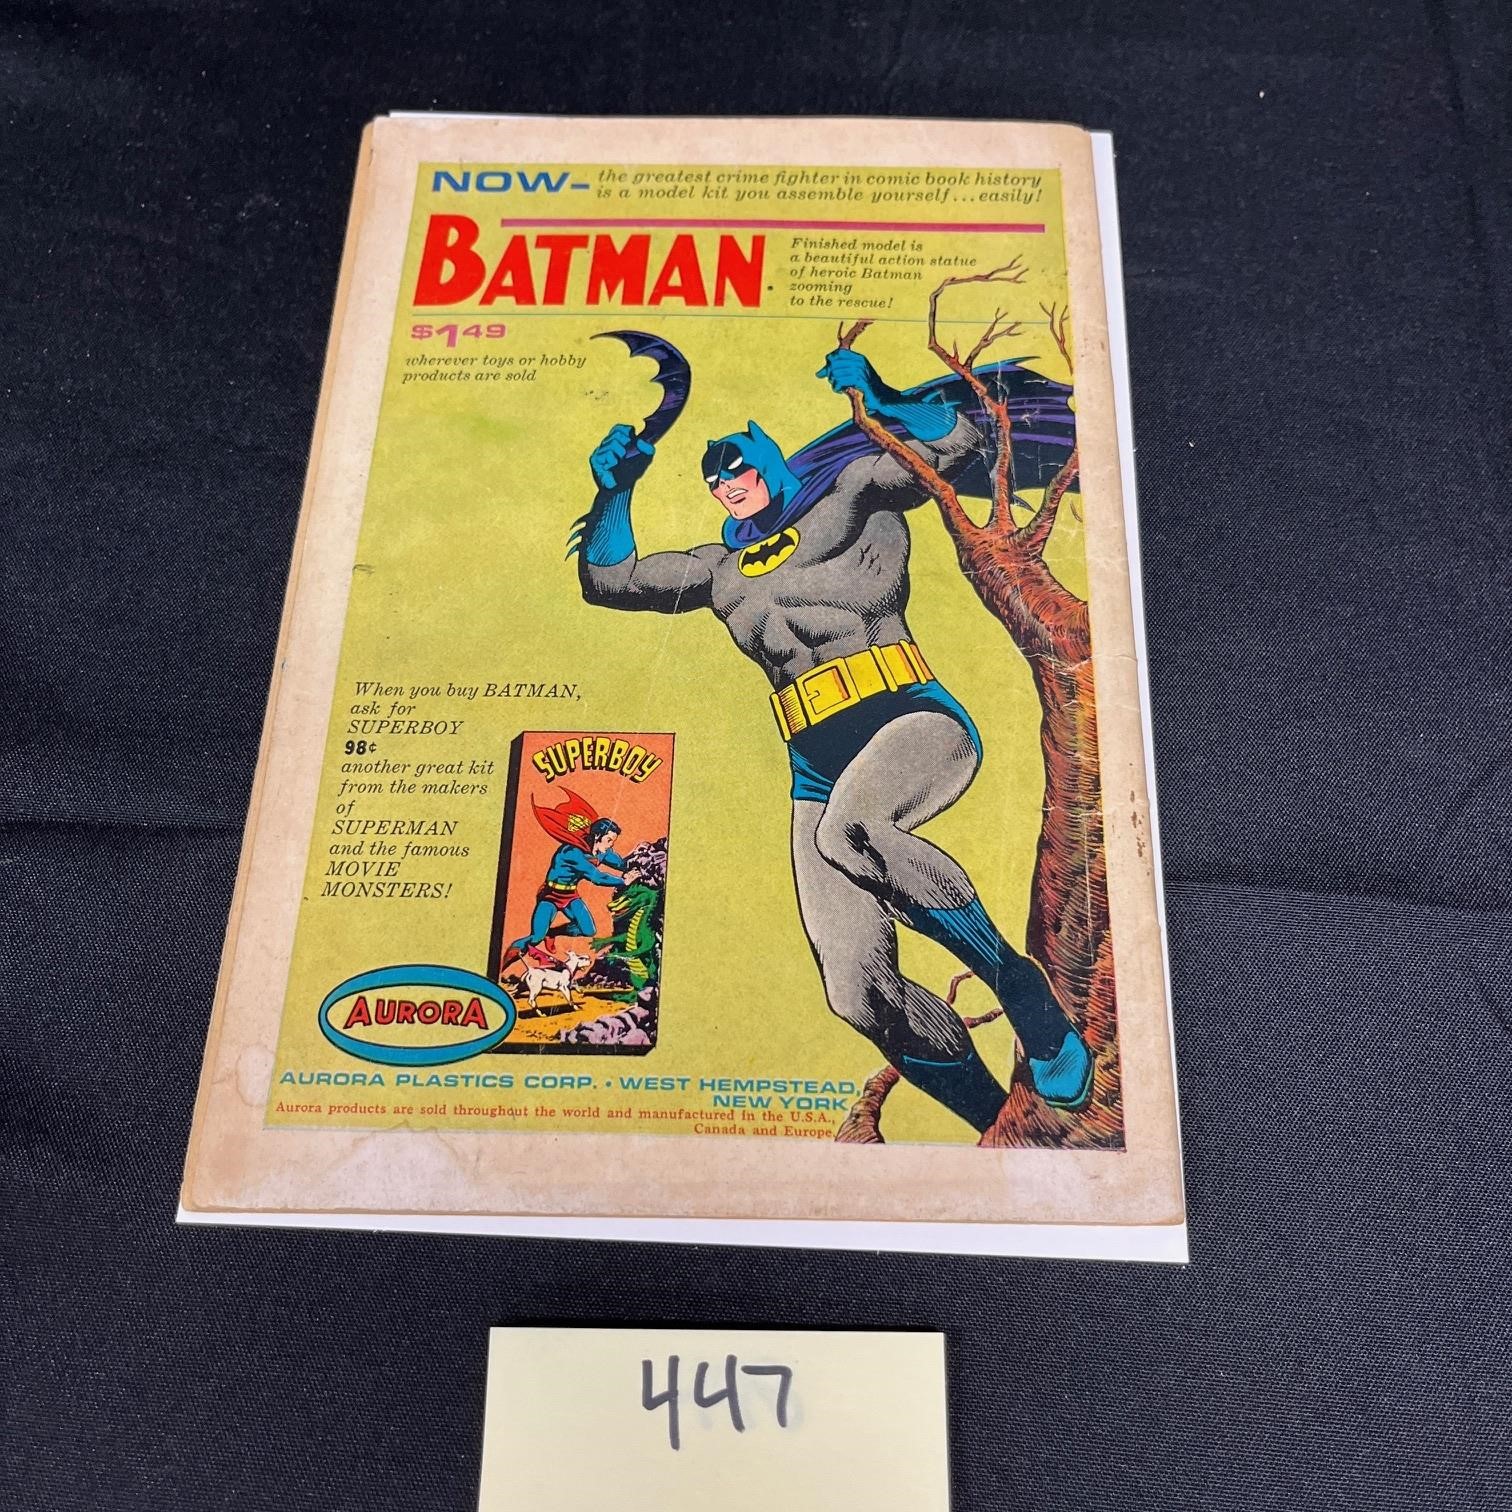 NOW—
the greatest crime fighter in comic book history
is a model kit you assemble yourself...easily!
BATMAN.
Finished model is
a beautiful action statue
of heroic Batman
zooming
to the rescue!
$1 49
wherever toys or hobby
products are sold
When you buy BATMAN,
ask for
SUPERBOY
98¢
another great kit
from the makers
of
SUPERMAN
and the famous
MOVIE
MONSTERS!
SUPERBOY
AURORA
AURORA PLASTICS CORP. • WEST HEMPSTEAD,
NEW YORK
Aurora products are sold throughout the world and manufactured in the U.S.A.,
Canada and Europe.
447